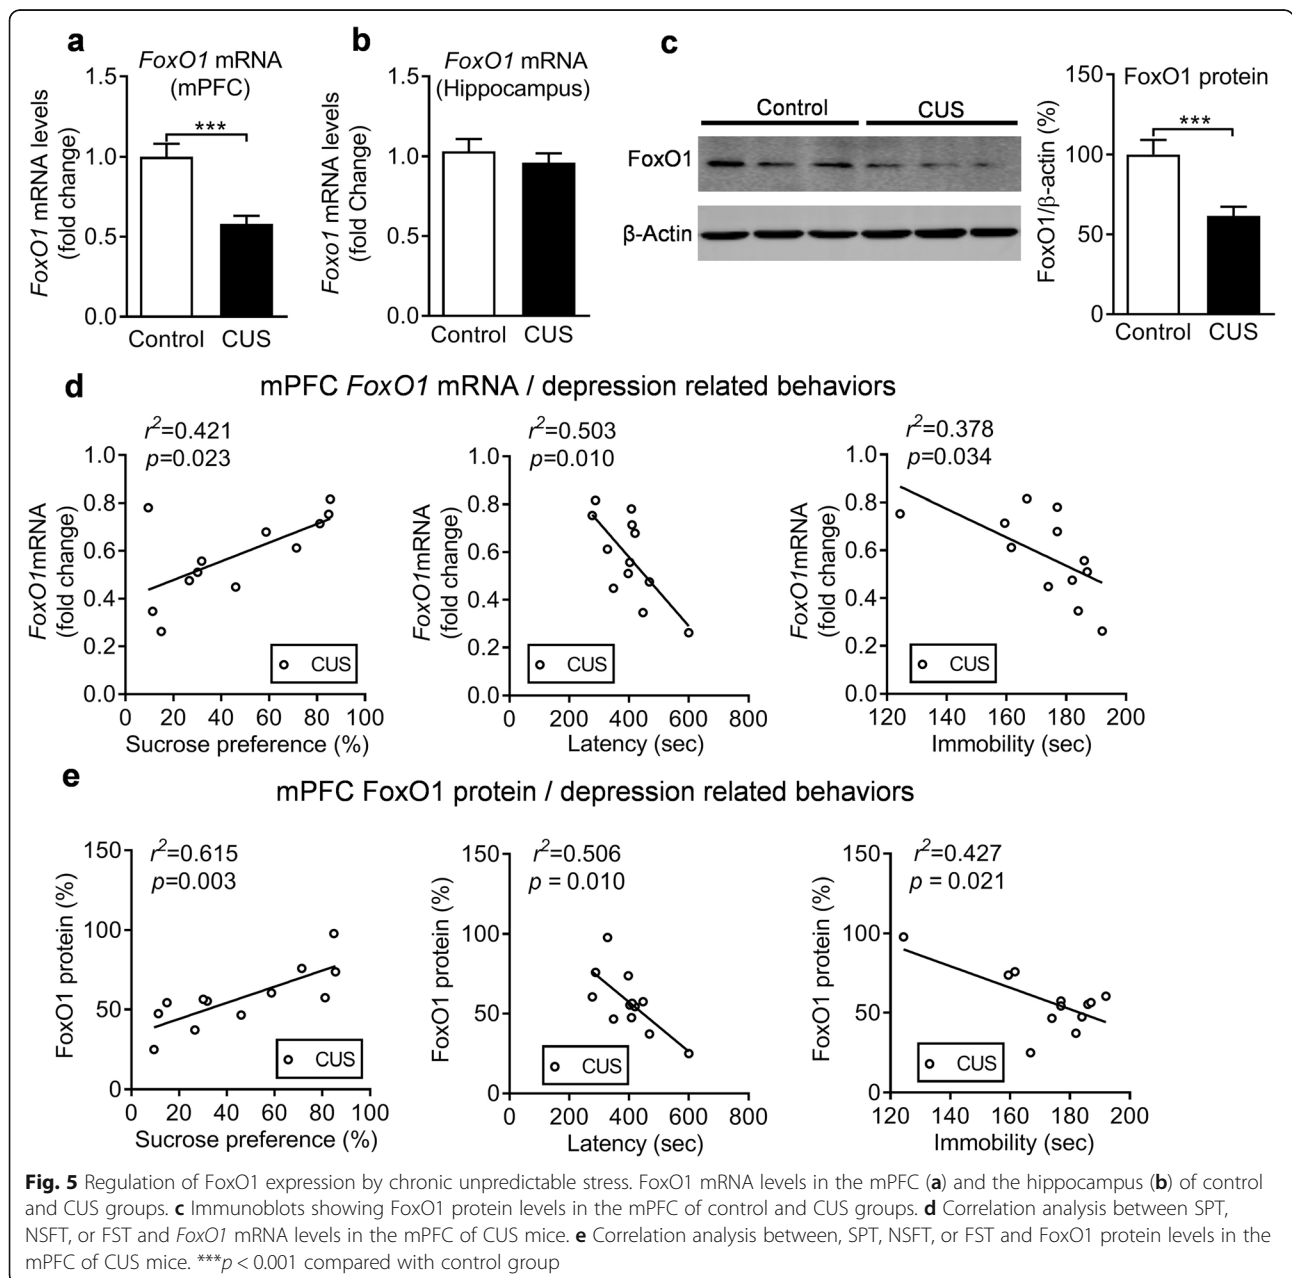 a
FoxO1 mRNA
(mPFC)
FoxO1 mRNA levels
(fold change)
1.5
1.0
0.5
0.0
***
Control CUS
b
FoxO1 mRNA
(Hippocampus)
Foxo1 mRNA levels
(fold Change)
1.5
1.0
0.5
0.0
Control CUS
c
Control CUS
FoxO1
β-Actin
FoxO1 protein
FoxO1/β-actin (%)
150
100
50
0
***
Control CUS
d
mPFC FoxO1 mRNA / depression related behaviors
r²=0.421
p=0.023
FoxO1mRNA
(fold change)
1.0
0.8
0.6
0.4
0.2
0.0
CUS
0 20 40 60 80 100
Sucrose preference (%)
r²=0.503
p=0.010
FoxO1mRNA
(fold change)
1.0
0.8
0.6
0.4
0.2
0.0
CUS
0 200 400 600 800
Latency (sec)
r²=0.378
p=0.034
FoxO1mRNA
(fold change)
1.0
0.8
0.6
0.4
0.2
0.0
CUS
120 140 160 180 200
Immobility (sec)
e
mPFC FoxO1 protein / depression related behaviors
r²=0.615
p=0.003
FoxO1 protein (%)
150
100
50
0
CUS
0 20 40 60 80 100
Sucrose preference (%)
r²=0.506
p = 0.010
FoxO1 protein (%)
150
100
50
0
CUS
0 200 400 600 800
Latency (sec)
r²=0.427
p = 0.021
FoxO1 protein (%)
150
100
50
0
CUS
120 140 160 180 200
Immobility (sec)
Fig. 5 Regulation of FoxO1 expression by chronic unpredictable stress. FoxO1 mRNA levels in the mPFC (a) and the hippocampus (b) of control
and CUS groups. c Immunoblots showing FoxO1 protein levels in the mPFC of control and CUS groups. d Correlation analysis between SPT,
NSFT, or FST and FoxO1 mRNA levels in the mPFC of CUS mice. e Correlation analysis between, SPT, NSFT, or FST and FoxO1 protein levels in the
mPFC of CUS mice. ***p < 0.001 compared with control group